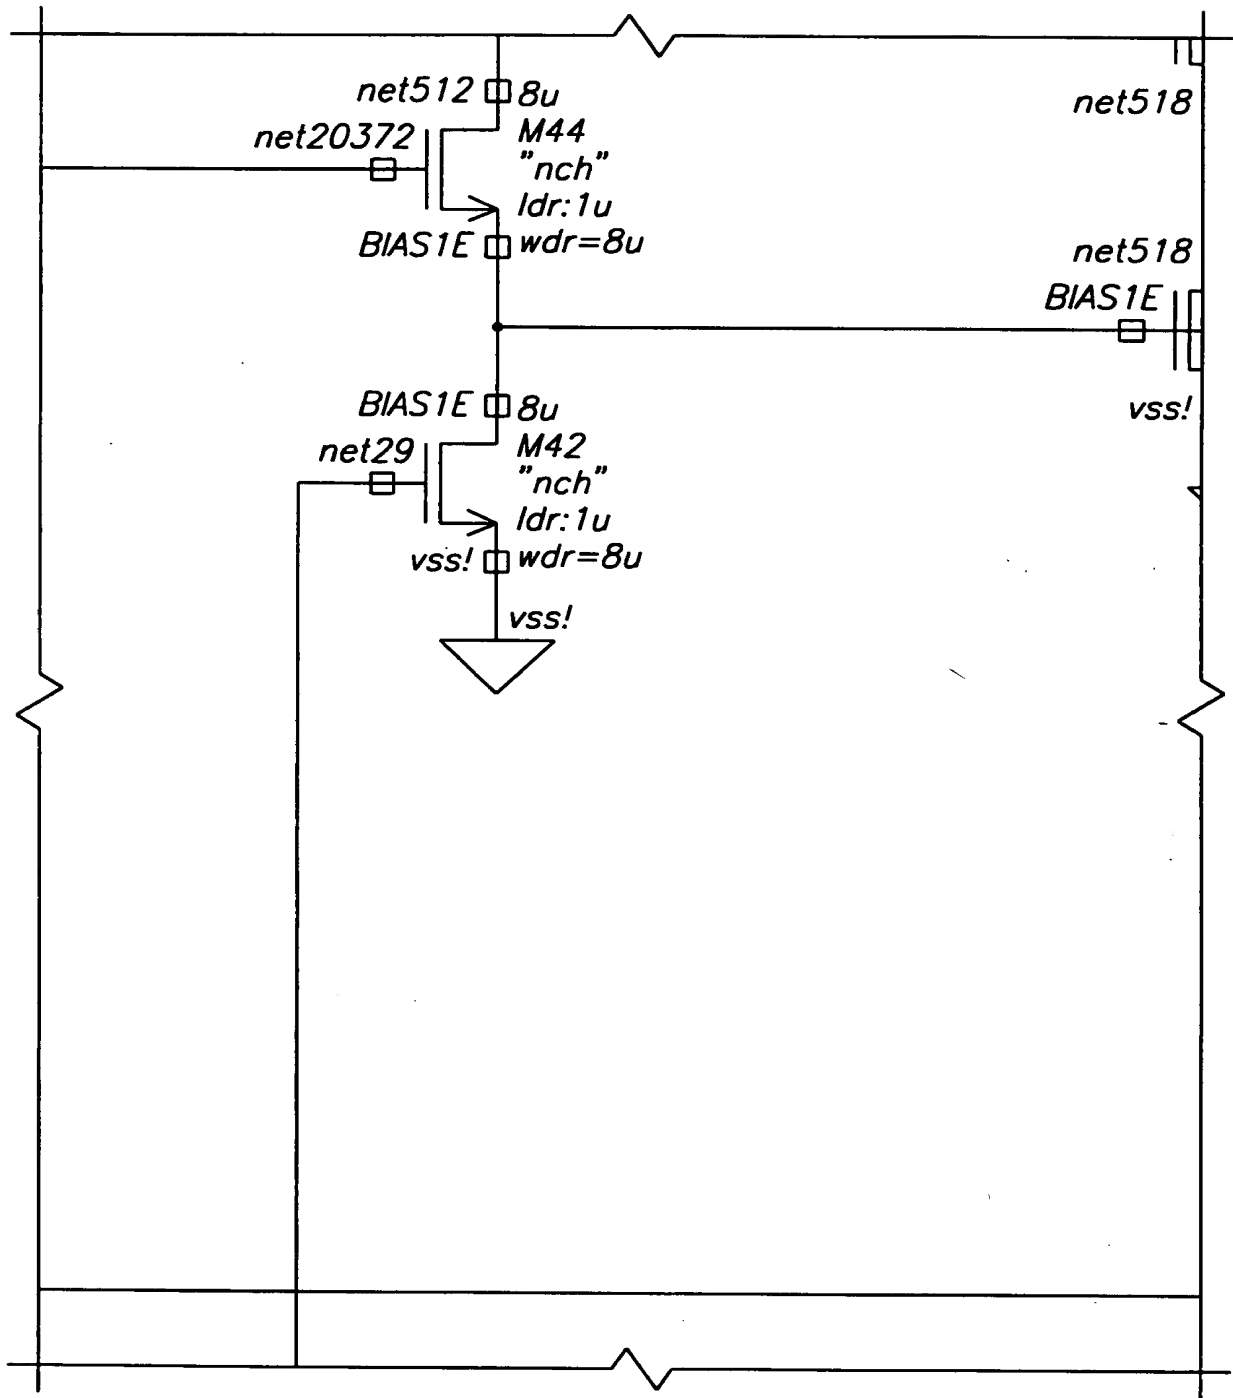 net512 8u
net20372 M44
"nch"
ldr:1u
BIAS1E wdr=8u
net518
net518
BIAS1E
vss!
BIAS1E 8u
net29 M42
"nch"
ldr:1u
vss! wdr=8u
vss!